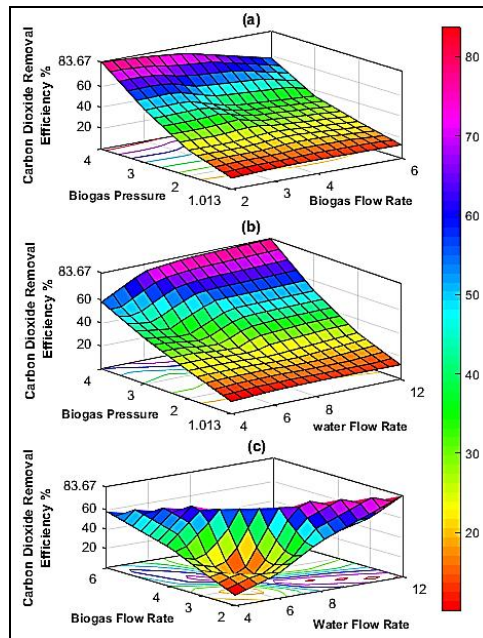 (a)
Carbon Dioxide Removal
Efficiency %
83.67
60
40
20
4
3
2
1.013
Biogas Pressure
2
3
4
6
Biogas Flow Rate
(b)
Carbon Dioxide Removal
Efficiency %
83.67
60
40
20
4
3
2
1.013
Biogas Pressure
4
6
8
12
water Flow Rate
(c)
Carbon Dioxide Removal
Efficiency %
83.67
60
40
20
6
4
3
2
Biogas Flow Rate
4
6
8
12
Water Flow Rate
80
70
60
50
40
30
20